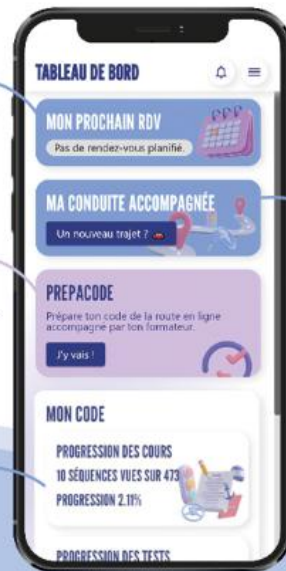 TABLEAU DE BORD
MON PROCHAIN RDV
Pas de rendez-vous planifié.
MA CONDUITE ACCOMPAGNÉE
Un nouveau trajet ? 🚗
PREPACODE
Prépare ton code de la route en ligne
accompagné par ton formateur.
J'y vais !
MON CODE
PROGRESSION DES COURS
10 SÉQUENCES VUES SUR 473
PROGRESSION 2.11%
PROGRESSION DES TESTS